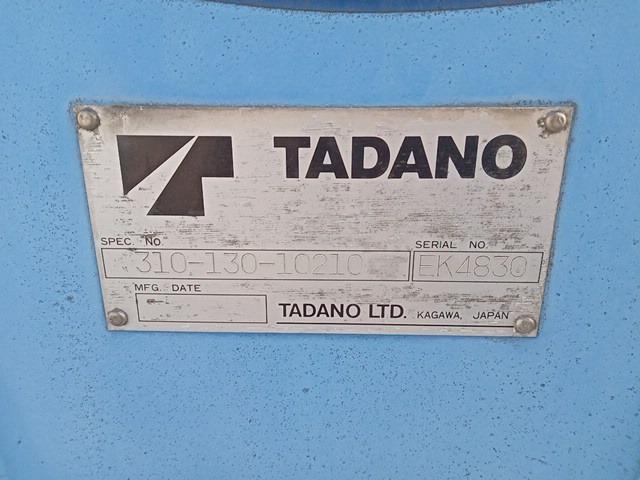 TADANO
SPEC. NO
310-130-10210
SERIAL NO.
EK4830
MFG. DATE
TADANO LTD. KAGAWA, JAPAN